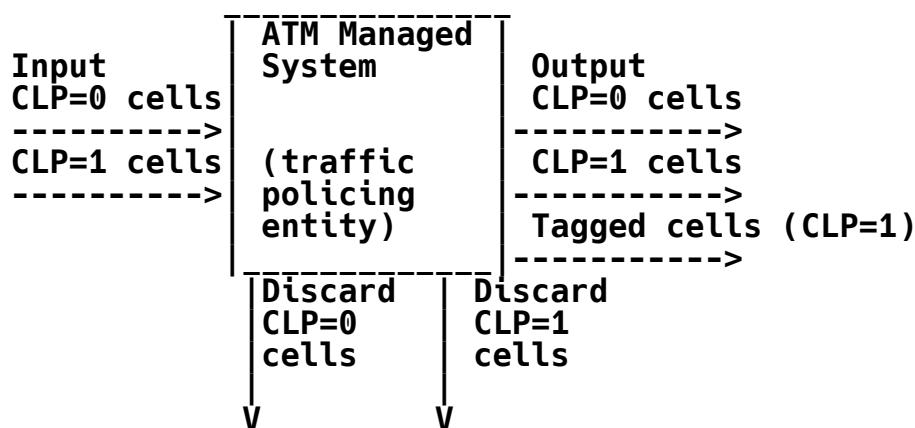 ATM Managed
Input System Output
CLP=0 cells CLP=0 cells
---------->  ----------->
CLP=1 cells (traffic CLP=1 cells
----------> policing ----------->
entity) Tagged cells (CLP=1)
----------->
Discard Discard
CLP=0 CLP=1
cells cells
V V